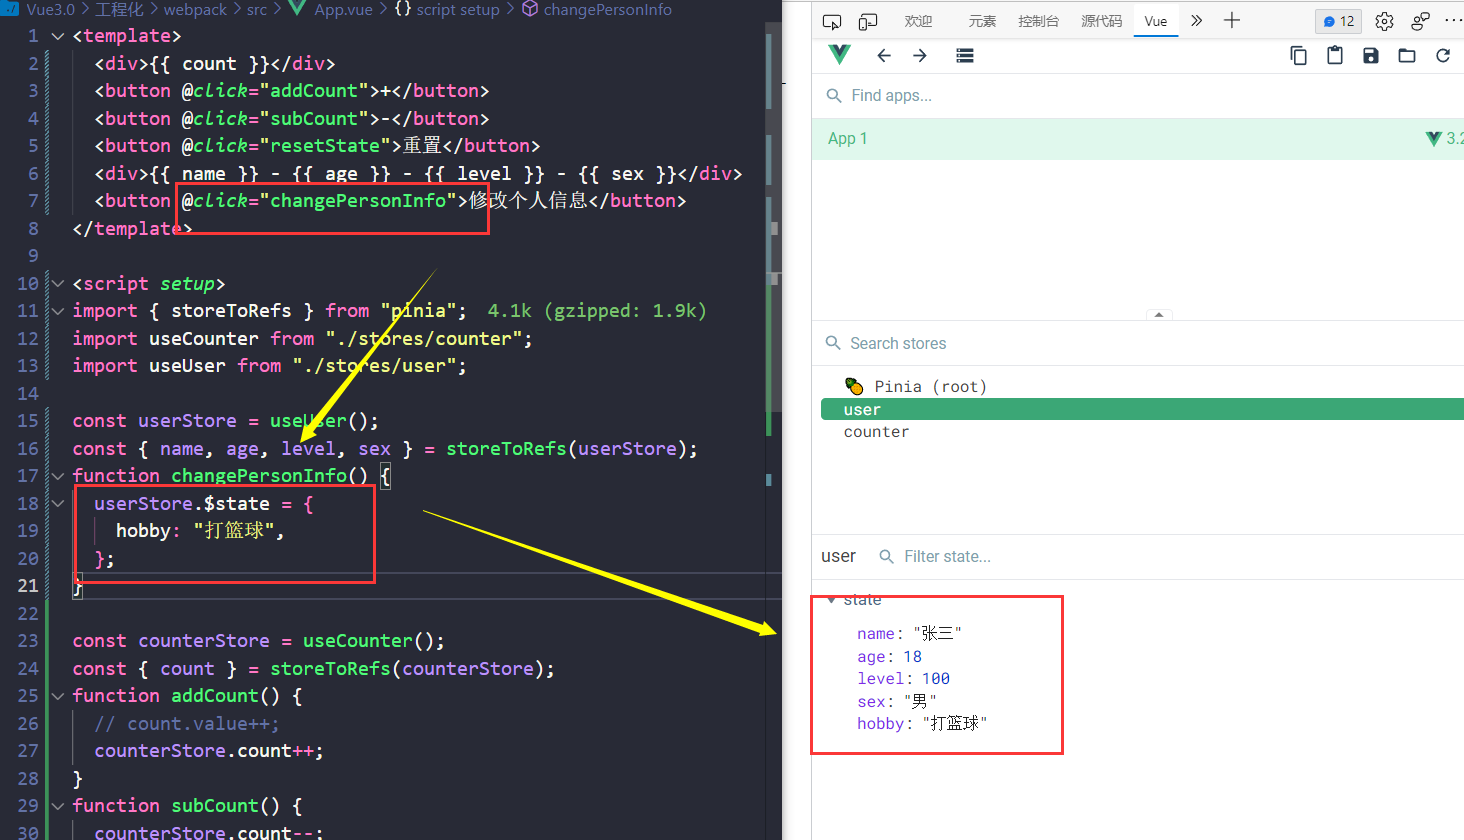 Vue3.0 > 工程化 > webpack > src > App.vue > {} script setup > changePersonInfo
1 <template>
2 <div>{{ count }}</div>
3 <button @click="addCount">+</button>
4 <button @click="subCount">-</button>
5 <button @click="resetState">重置</button>
6 <div>{{ name }} - {{ age }} - {{ level }} - {{ sex }}</div>
7 <button @click="changePersonInfo">修改个人信息</button>
8 </template>
9
10 <script setup>
11 import { storeToRefs } from "pinia"; 4.1k (gzipped: 1.9k)
12 import useCounter from "./stores/counter";
13 import useUser from "./stores/user";
14
15 const userStore = useUser();
16 const { name, age, level, sex } = storeToRefs(userStore);
17 function changePersonInfo() {
18 userStore.$state = {
19 hobby: "打篮球",
20 };
21 }
22
23 const counterStore = useCounter();
24 const { count } = storeToRefs(counterStore);
25 function addCount() {
26 // count.value++;
27 counterStore.count++;
28 }
29 function subCount() {
30 counterStore.count--;
欢迎 元素 控制台 源代码 Vue 12
Find apps...
App 1 3.2
Search stores
Pinia (root)
user
counter
user Filter state...
state
name: "张三"
age: 18
level: 100
sex: "男"
hobby: "打篮球"